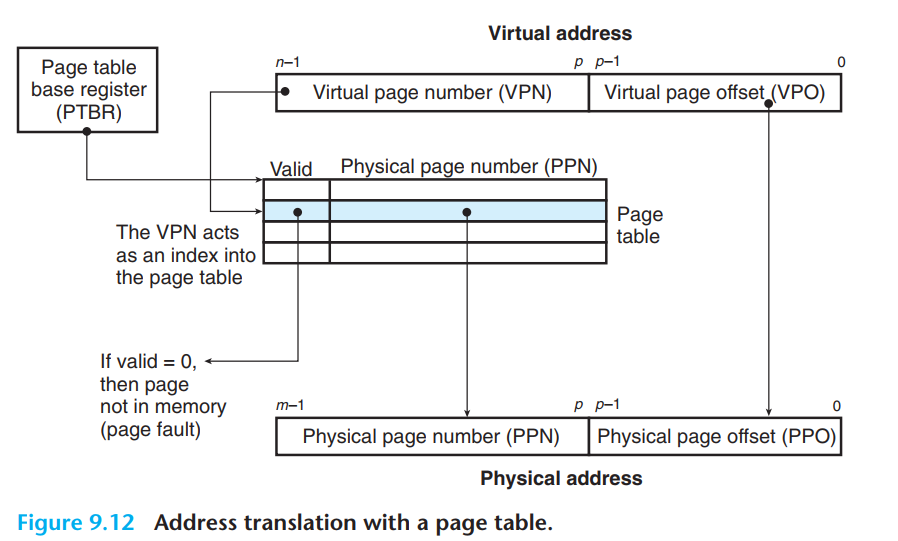 Virtual address
Page table
base register
(PTBR)
n–1
p
p–1
0
Virtual page number (VPN)
Virtual page offset (VPO)
Valid
Physical page number (PPN)
The VPN acts
as an index into
the page table
Page
table
If valid = 0,
then page
not in memory
(page fault)
m–1
p
p–1
0
Physical page number (PPN)
Physical page offset (PPO)
Physical address
Figure 9.12 Address translation with a page table.